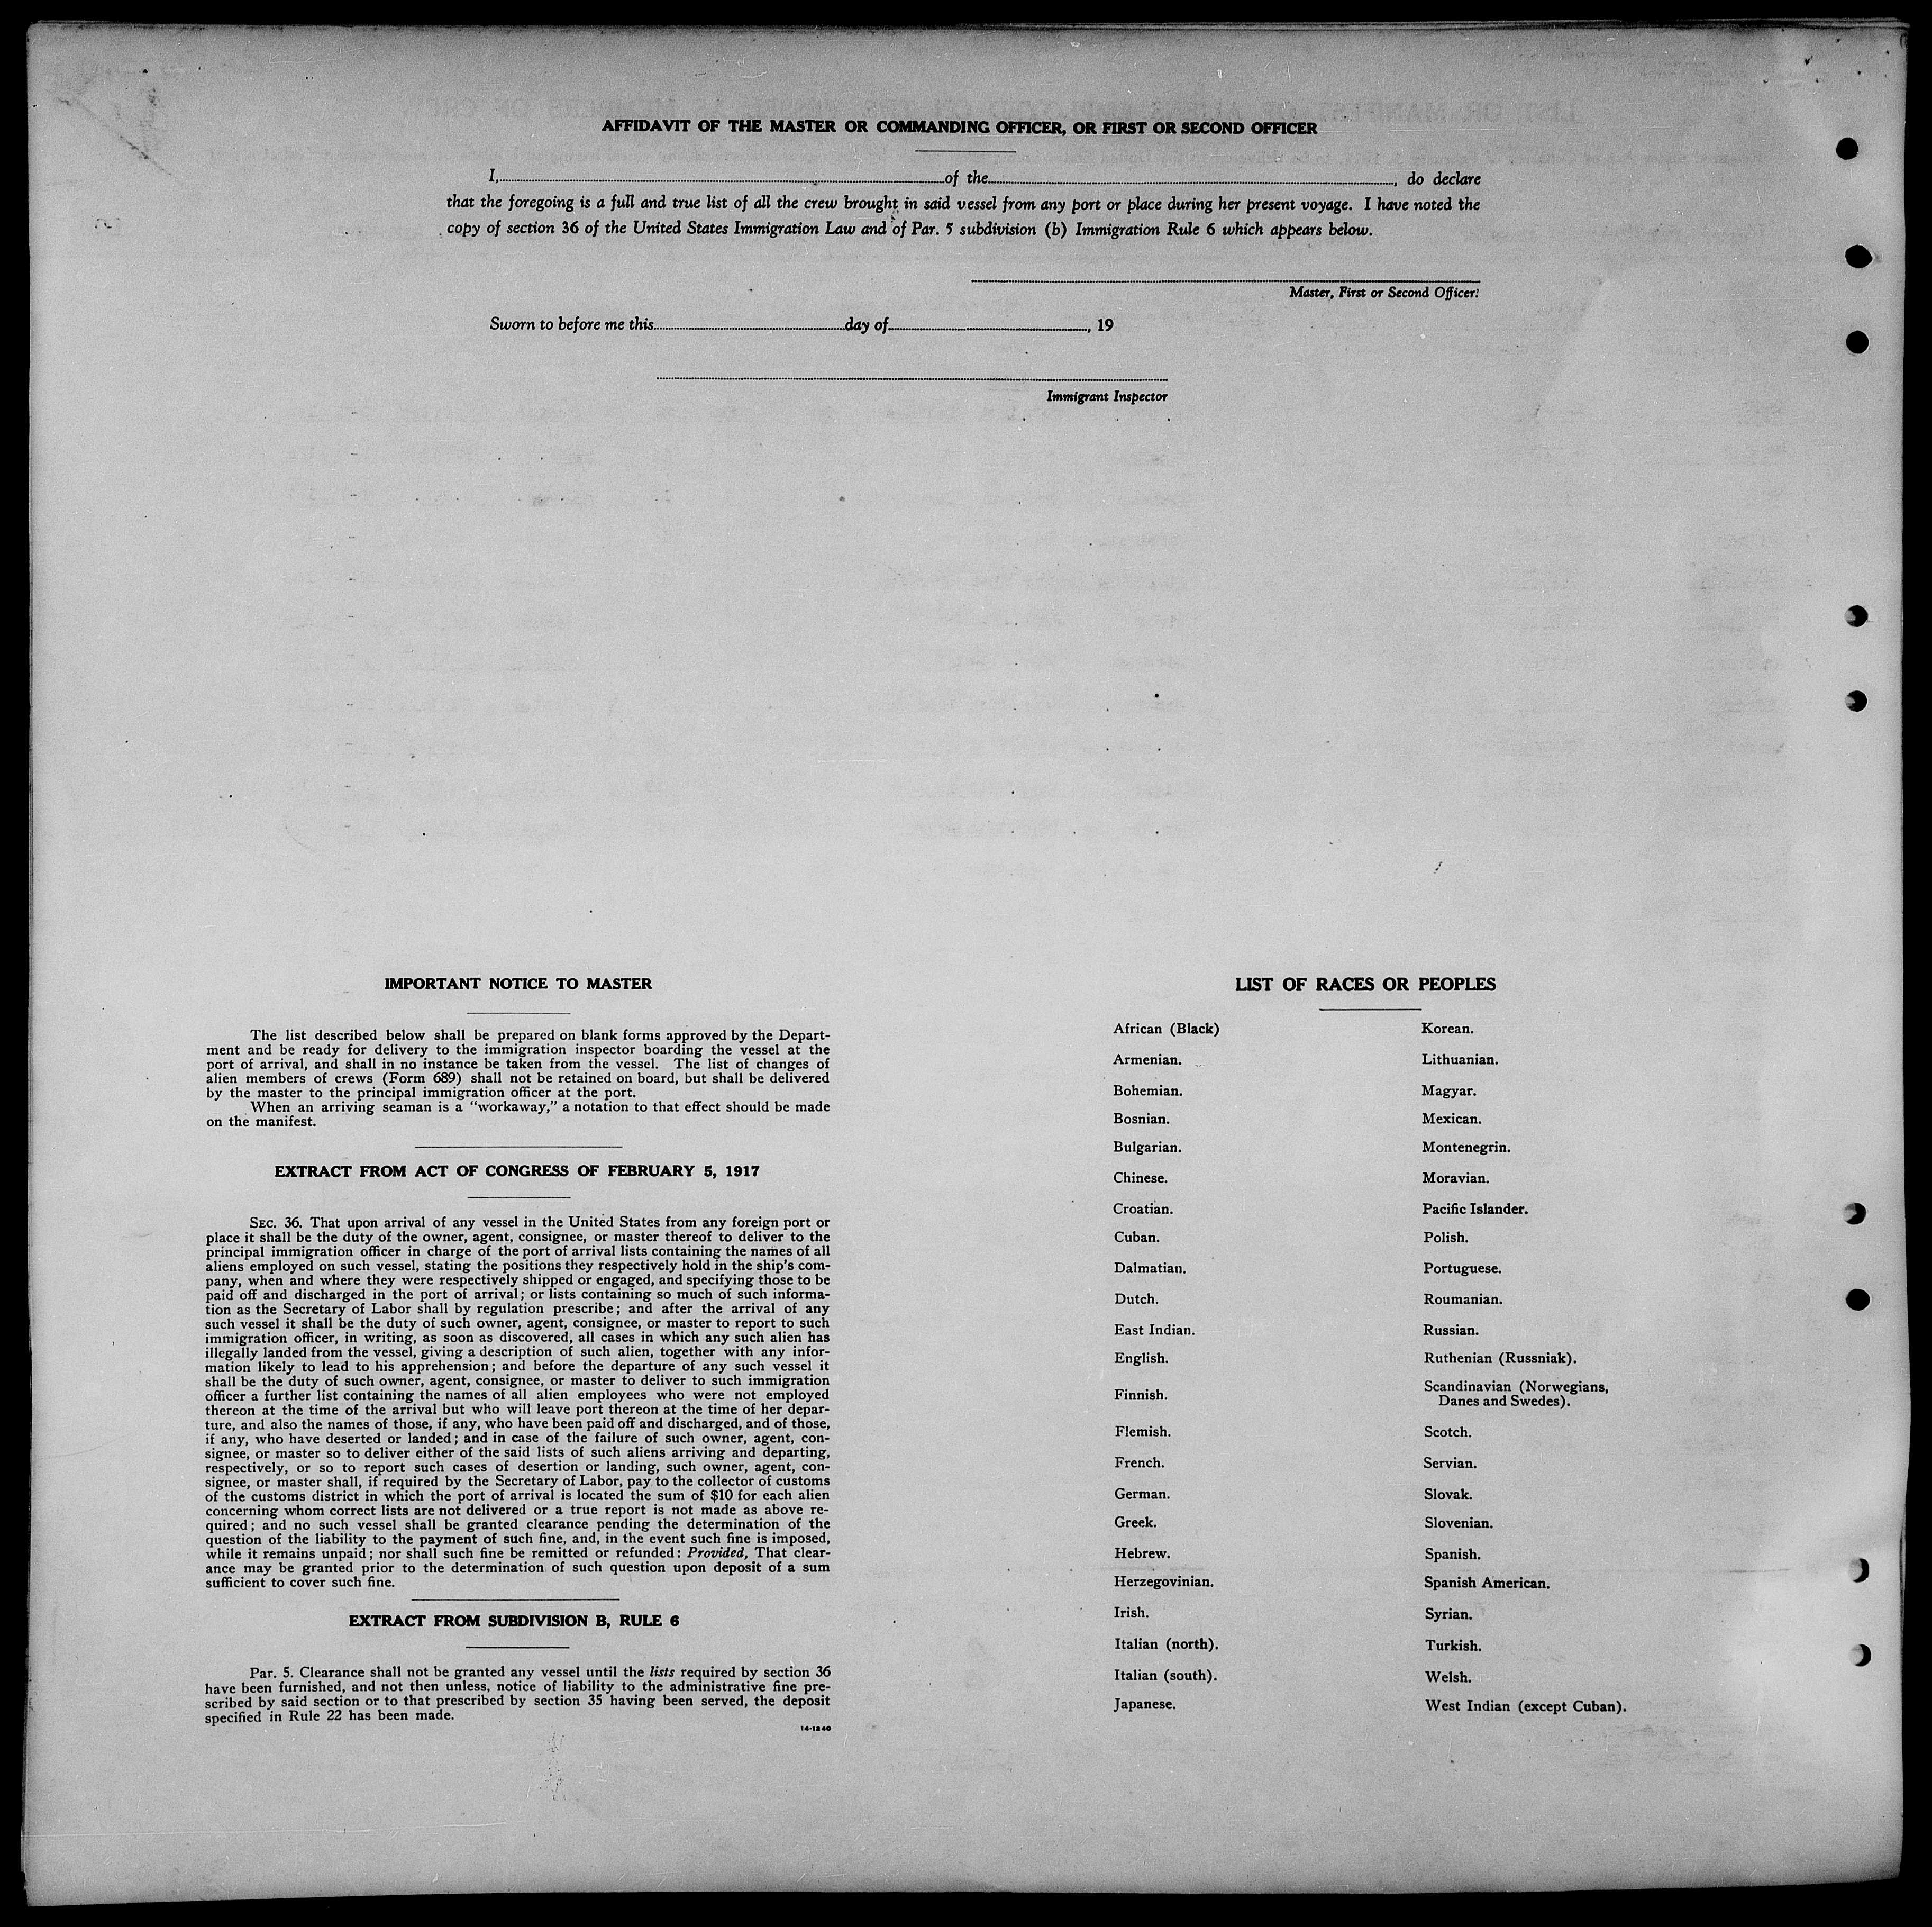 AFFIDAVIT OF THE MASTER OR COMMANDING OFFICER, OR FIRST OR SECOND OFFICER
I, of the , do declare
that the foregoing is a full and true list of all the crew brought in said vessel from any port or place during her present voyage. I have noted the
copy of section 36 of the United States Immigration Law and of Par. 5 subdivision (b) Immigration Rule 6 which appears below.
Master, First or Second Officer.
Sworn to before me this day of , 19
Immigrant Inspector
IMPORTANT NOTICE TO MASTER
The list described below shall be prepared on blank forms approved by the Depart-
ment and be ready for delivery to the immigration inspector boarding the vessel at the
port of arrival, and shall in no instance be taken from the vessel. The list of changes of
alien members of crews (Form 689) shall not be retained on board, but shall be delivered
by the master to the principal immigration officer at the port.
When an arriving seaman is a “workaway,” a notation to that effect should be made
on the manifest.
EXTRACT FROM ACT OF CONGRESS OF FEBRUARY 5, 1917
SEC. 36. That upon arrival of any vessel in the United States from any foreign port or
place it shall be the duty of the owner, agent, consignee, or master thereof to deliver to the
principal immigration officer in charge of the port of arrival lists containing the names of all
aliens employed on such vessel, stating the positions they respectively hold in the ship's com-
pany, when and where they were respectively shipped or engaged, and specifying those to be
paid off and discharged in the port of arrival; or lists containing so much of such informa-
tion as the Secretary of Labor shall by regulation prescribe; and after the arrival of any
such vessel it shall be the duty of such owner, agent, consignee, or master to report to such
immigration officer, in writing, as soon as discovered, all cases in which any such alien has
illegally landed from the vessel, giving a description of such alien, together with any infor-
mation likely to lead to his apprehension; and before the departure of any such vessel it
shall be the duty of such owner, agent, consignee, or master to deliver to such immigration
officer a further list containing the names of all alien employees who were not employed
thereon at the time of the arrival but who will leave port thereon at the time of her depar-
ture, and also the names of those, if any, who have been paid off and discharged, and of those,
if any, who have deserted or landed; and in case of the failure of such owner, agent, con-
signee, or master so to deliver either of the said lists of such aliens arriving and departing,
respectively, or so to report such cases of desertion or landing, such owner, agent, con-
signee, or master shall, if required by the Secretary of Labor, pay to the collector of customs
of the customs district in which the port of arrival is located the sum of $10 for each alien
concerning whom correct lists are not delivered or a true report is not made as above re-
quired; and no such vessel shall be granted clearance pending the determination of the
question of the liability to the payment of such fine, and, in the event such fine is imposed,
while it remains unpaid; nor shall such fine be remitted or refunded: Provided, That clear-
ance may be granted prior to the determination of such question upon deposit of a sum
sufficient to cover such fine.
EXTRACT FROM SUBDIVISION B, RULE 6
Par. 5. Clearance shall not be granted any vessel until the lists required by section 36
have been furnished, and not then unless, notice of liability to the administrative fine pre-
scribed by said section or to that prescribed by section 35 having been served, the deposit
specified in Rule 22 has been made.
14-1240
LIST OF RACES OR PEOPLES
African (Black)
Armenian.
Bohemian.
Bosnian.
Bulgarian.
Chinese.
Croatian.
Cuban.
Dalmatian.
Dutch.
East Indian.
English.
Finnish.
Flemish.
French.
German.
Greek.
Hebrew.
Herzegovinian.
Irish.
Italian (north).
Italian (south).
Japanese.
Korean.
Lithuanian.
Magyar.
Mexican.
Montenegrin.
Moravian.
Pacific Islander.
Polish.
Portuguese.
Roumanian.
Russian.
Ruthenian (Russniak).
Scandinavian (Norwegians,
Danes and Swedes).
Scotch.
Servian.
Slovak.
Slovenian.
Spanish.
Spanish American.
Syrian.
Turkish.
Welsh.
West Indian (except Cuban).